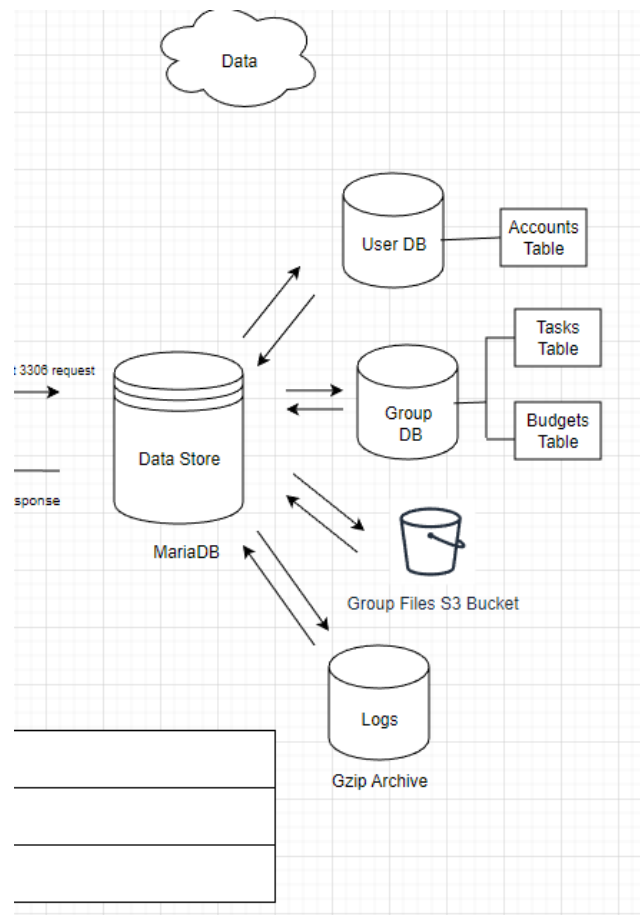 Data
User DB
Accounts
Table
Tasks
Table
t 3306 request
Group
DB
Budgets
Table
Data Store
sponse
MariaDB
Group Files S3 Bucket
Logs
Gzip Archive